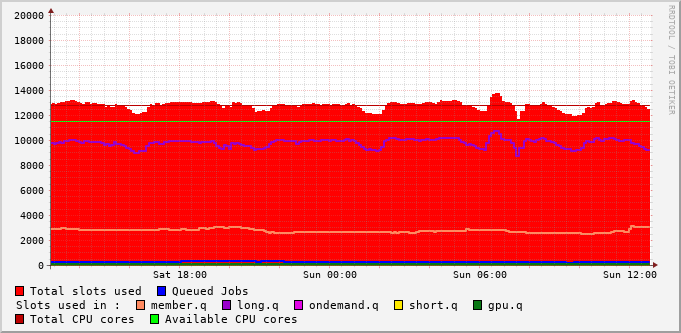 20000
18000
16000
14000
12000
10000
8000
6000
4000
2000
0
Sat 18:00 Sun 00:00 Sun 06:00 Sun 12:00
RRDTOOL / TOBI OETIKER
Total slots used Queued Jobs
Slots used in : member.q long.q ondemand.q short.q gpu.q
Total CPU cores Available CPU cores